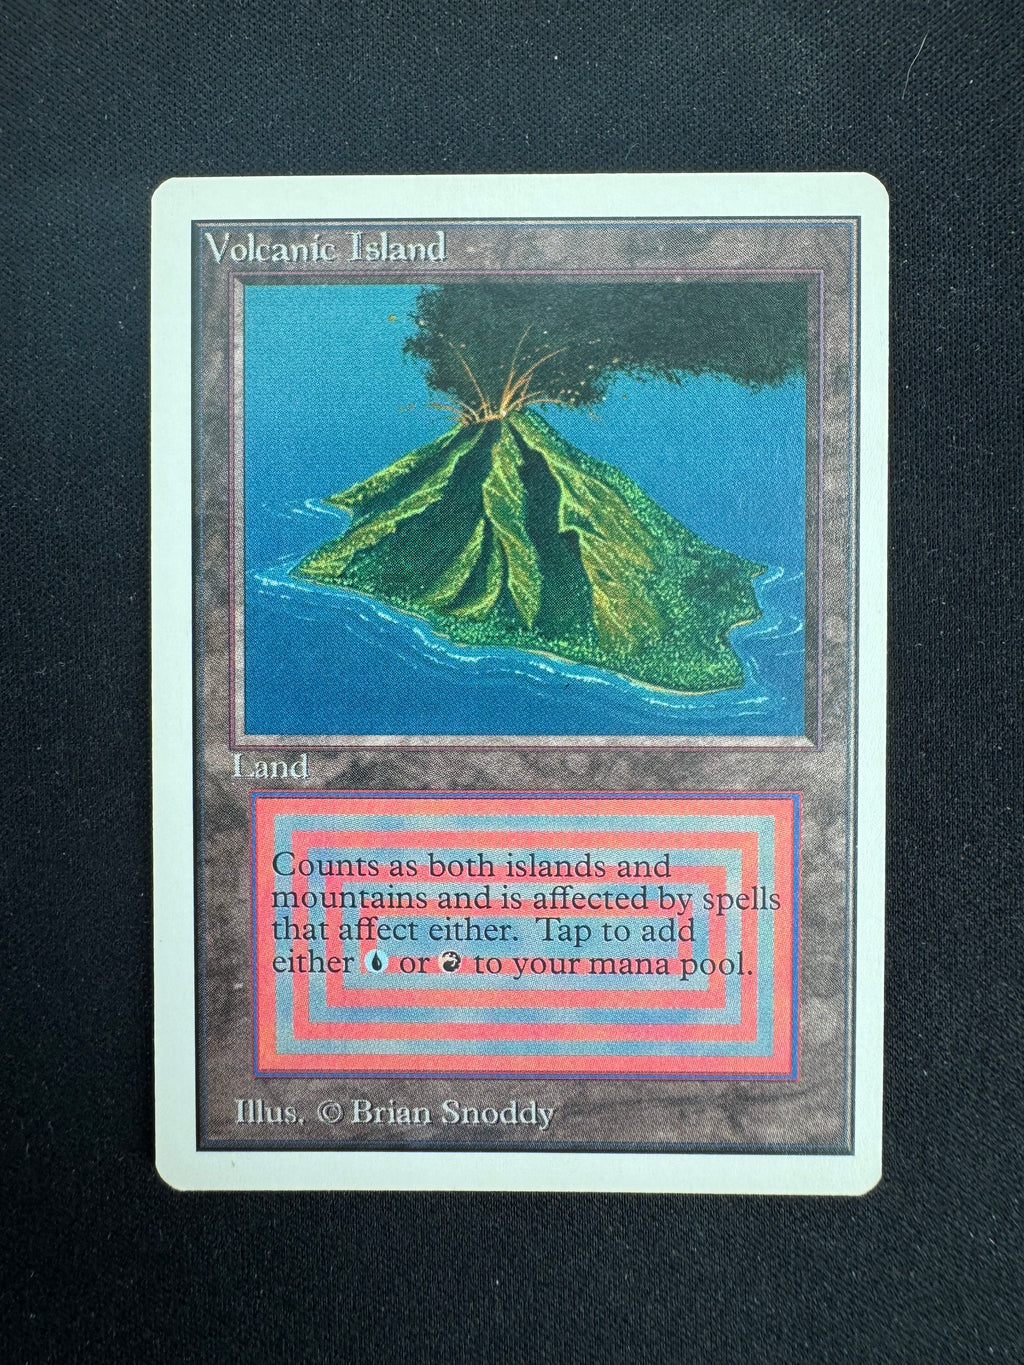 Volcanic Island
Land
Counts as both islands and
mountains and is affected by spells
that affect either. Tap to add
either or to your mana pool.
Illus. © Brian Snoddy